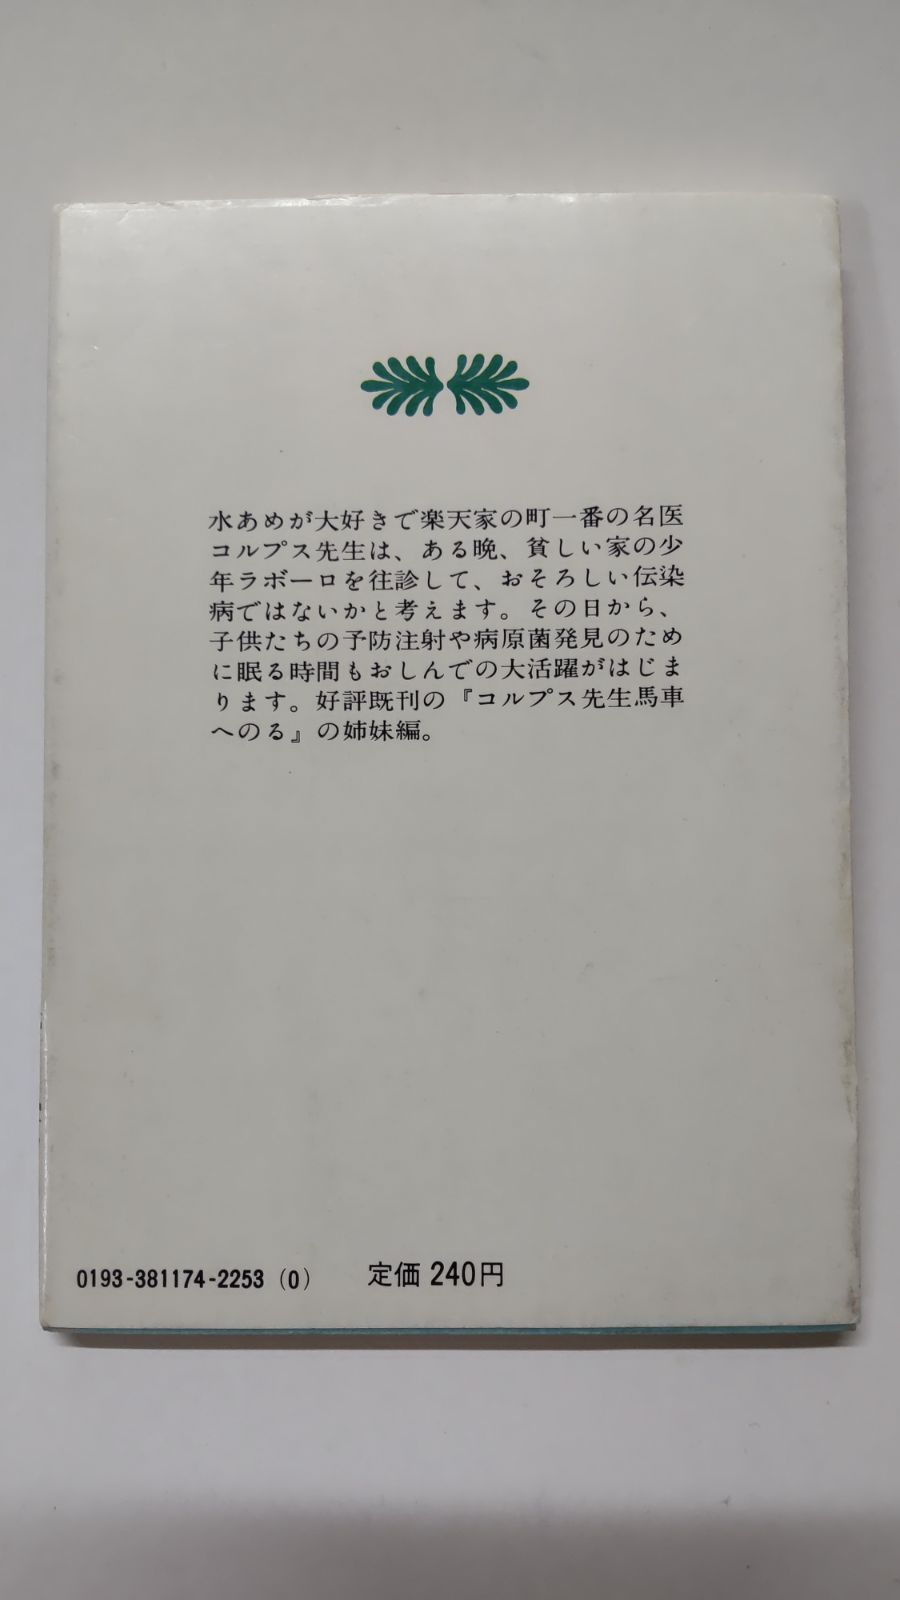 水あめが大好きで楽天家の町一番の名医
コルプス先生は、ある晩、貧しい家の少
年ラボーロを往診して、おそろしい伝染
病ではないかと考えます。その日から、
子供たちの予防注射や病原菌発見のため
に眠る時間もおしんでの大活躍がはじま
ります。好評既刊の『コルプス先生馬車
へのる』の姉妹編。
0193-381174-2253 (0) 定価 240円